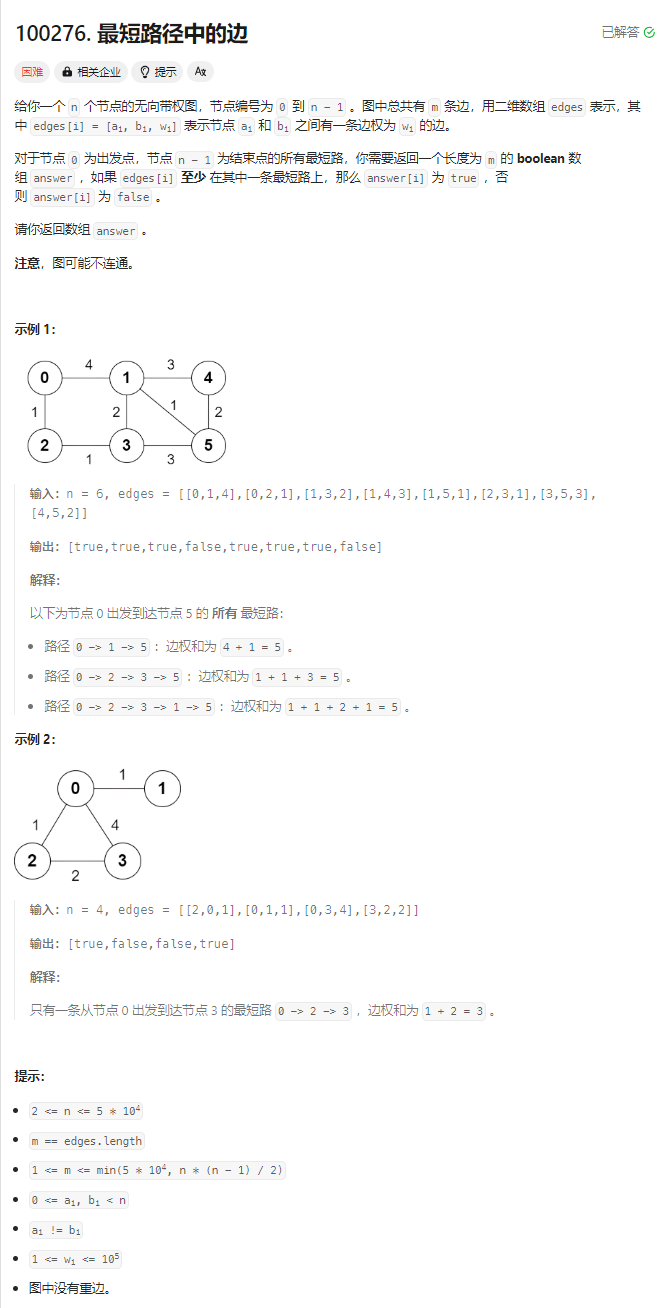 100276. 最短路径中的边
已解答
困难 相关企业 提示 Aあ
给你一个 n 个节点的无向带权图，节点编号为 0 到 n - 1 。图中总共有 m 条边，用二维数组 edges 表示，其
中 edges[i] = [aᵢ, bᵢ, wᵢ] 表示节点 aᵢ 和 bᵢ 之间有一条边权为 wᵢ 的边。
对于节点 0 为出发点，节点 n - 1 为结束点的所有最短路，你需要返回一个长度为 m 的 boolean 数
组 answer ，如果 edges[i] 至少 在其中一条最短路上，那么 answer[i] 为 true ，否
则 answer[i] 为 false 。
请你返回数组 answer 。
注意，图可能不连通。
示例 1：
0 4 1 3 4
1 2 1 2
2 1 3 3 5
输入：n = 6, edges = [[0,1,4],[0,2,1],[1,3,2],[1,4,3],[1,5,1],[2,3,1],[3,5,3],
[4,5,2]]
输出：[true,true,true,false,true,true,true,false]
解释：
以下为节点 0 出发到达节点 5 的 所有 最短路：
路径 0 -> 1 -> 5 ：边权和为 4 + 1 = 5 。
路径 0 -> 2 -> 3 -> 5 ：边权和为 1 + 1 + 3 = 5 。
路径 0 -> 2 -> 3 -> 1 -> 5 ：边权和为 1 + 1 + 2 + 1 = 5 。
示例 2：
0 1 1
1 4
2 2 3
输入：n = 4, edges = [[2,0,1],[0,1,1],[0,3,4],[3,2,2]]
输出：[true,false,false,true]
解释：
只有一条从节点 0 出发到达节点 3 的最短路 0 -> 2 -> 3 ，边权和为 1 + 2 = 3 。
提示：
2 <= n <= 5 * 10⁴
m == edges.length
1 <= m <= min(5 * 10⁴, n * (n - 1) / 2)
0 <= aᵢ, bᵢ < n
aᵢ != bᵢ
1 <= wᵢ <= 10⁵
图中没有重边。